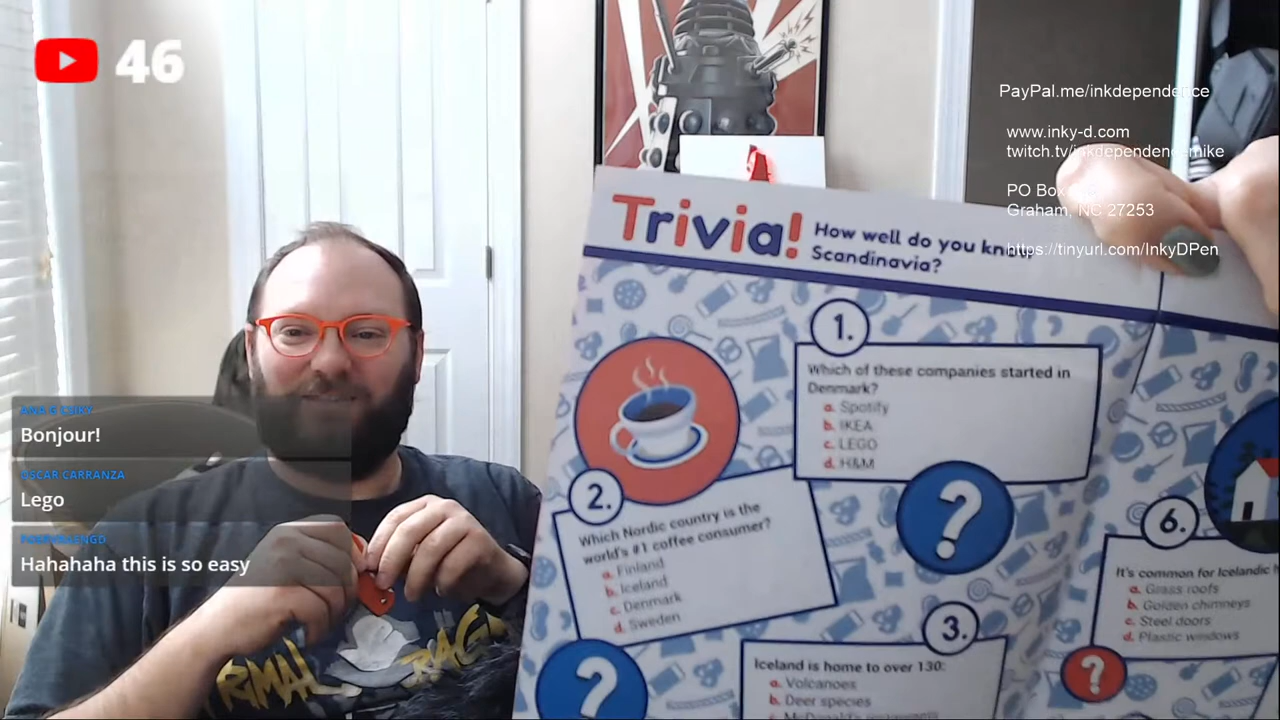 46
PayPal.me/inkdependence
www.inky-d.com
twitch.tv/inkdependencemike
PO Box
Graham, NC 27253
https://tinyurl.com/InkyDPen
Bonjour!
OSCAR CARRANZA
Lego
Hahahaha this is so easy
Trivia!
How well do you know
Scandinavia?
1.
Which of these companies started in
Denmark?
a. Spotify
b. IKEA
c. LEGO
d. H&M
2.
Which Nordic country is the
world's #1 coffee consumer?
a. Finland
b. Iceland
c. Denmark
d. Sweden
?
3.
Iceland is home to over 130:
a. Volcanoes
b. Deer species
c. McDonald's
?
6.
It's common for Icelandic
a. Grass roofs
b. Golden chimneys
c. Steel doors
d. Plastic windows
?